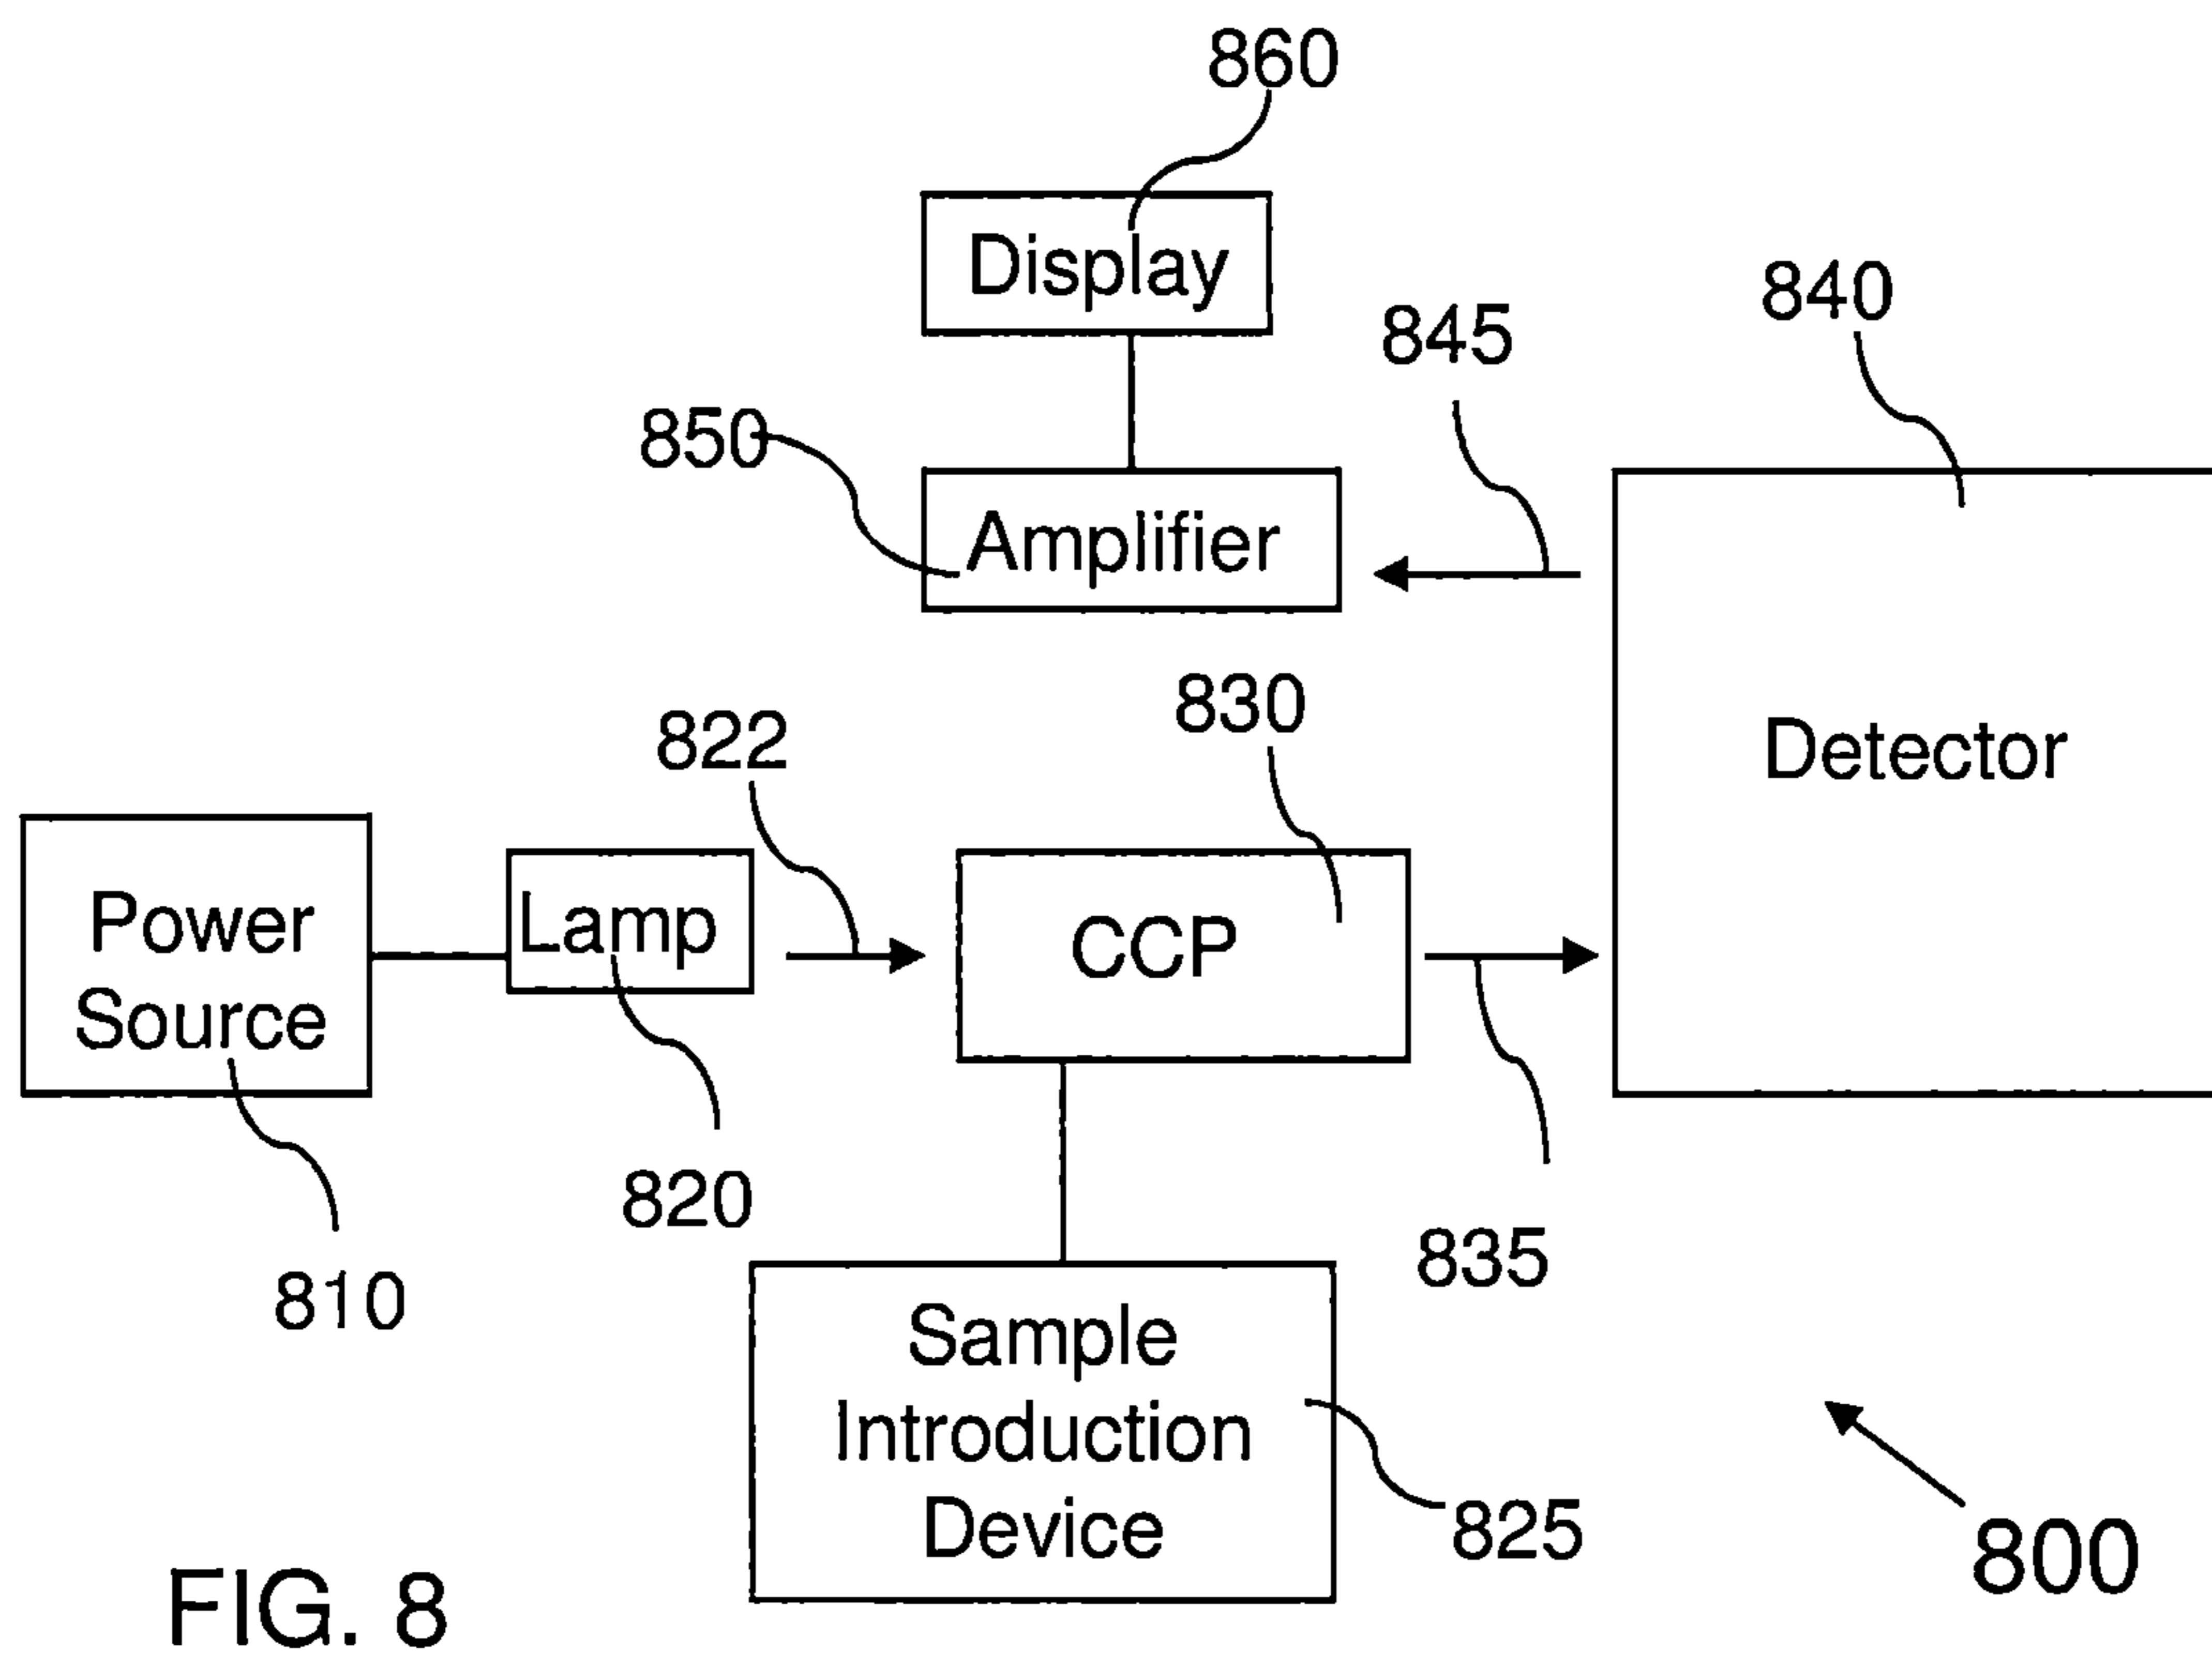 860
Display
840
845
850
Amplifier
830
822
Detector
Power
Source
Lamp
CCP
820
835
810
Sample
Introduction
Device
825
800
FIG. 8